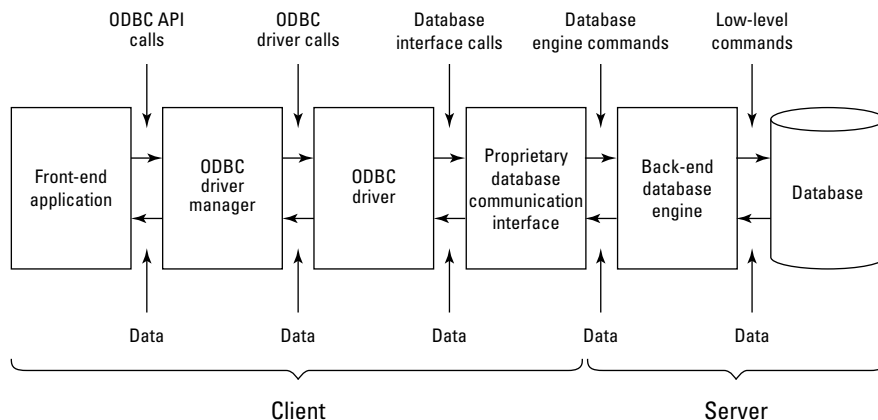 ODBC API
calls
ODBC
driver calls
Database
interface calls
Database
engine commands
Low-level
commands
Front-end
application
ODBC
driver
manager
ODBC
driver
Proprietary
database
communication
interface
Back-end
database
engine
Database
Data
Data
Data
Data
Data
Client
Server